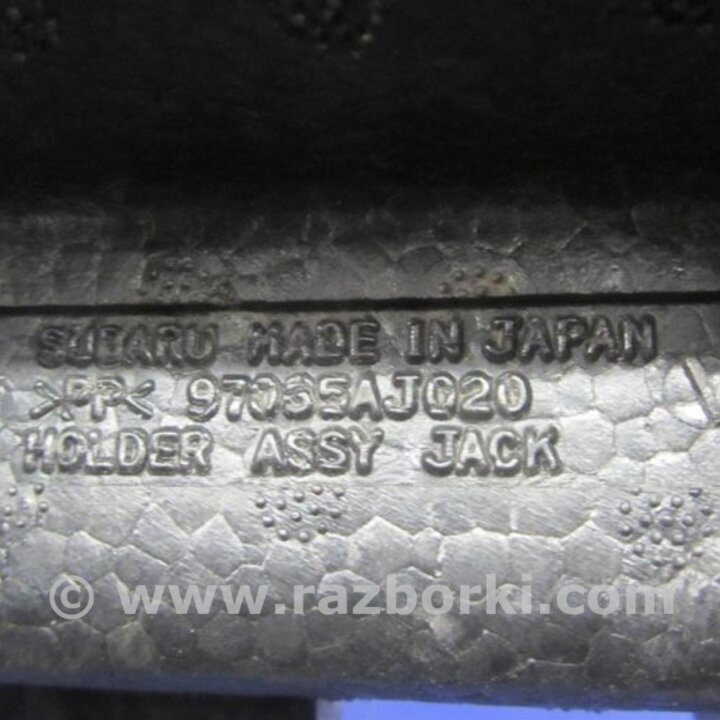 SUBARU MADE IN JAPAN
>PP< 97065AJ020
HOLDER ASSY JACK
© www.razborki.com